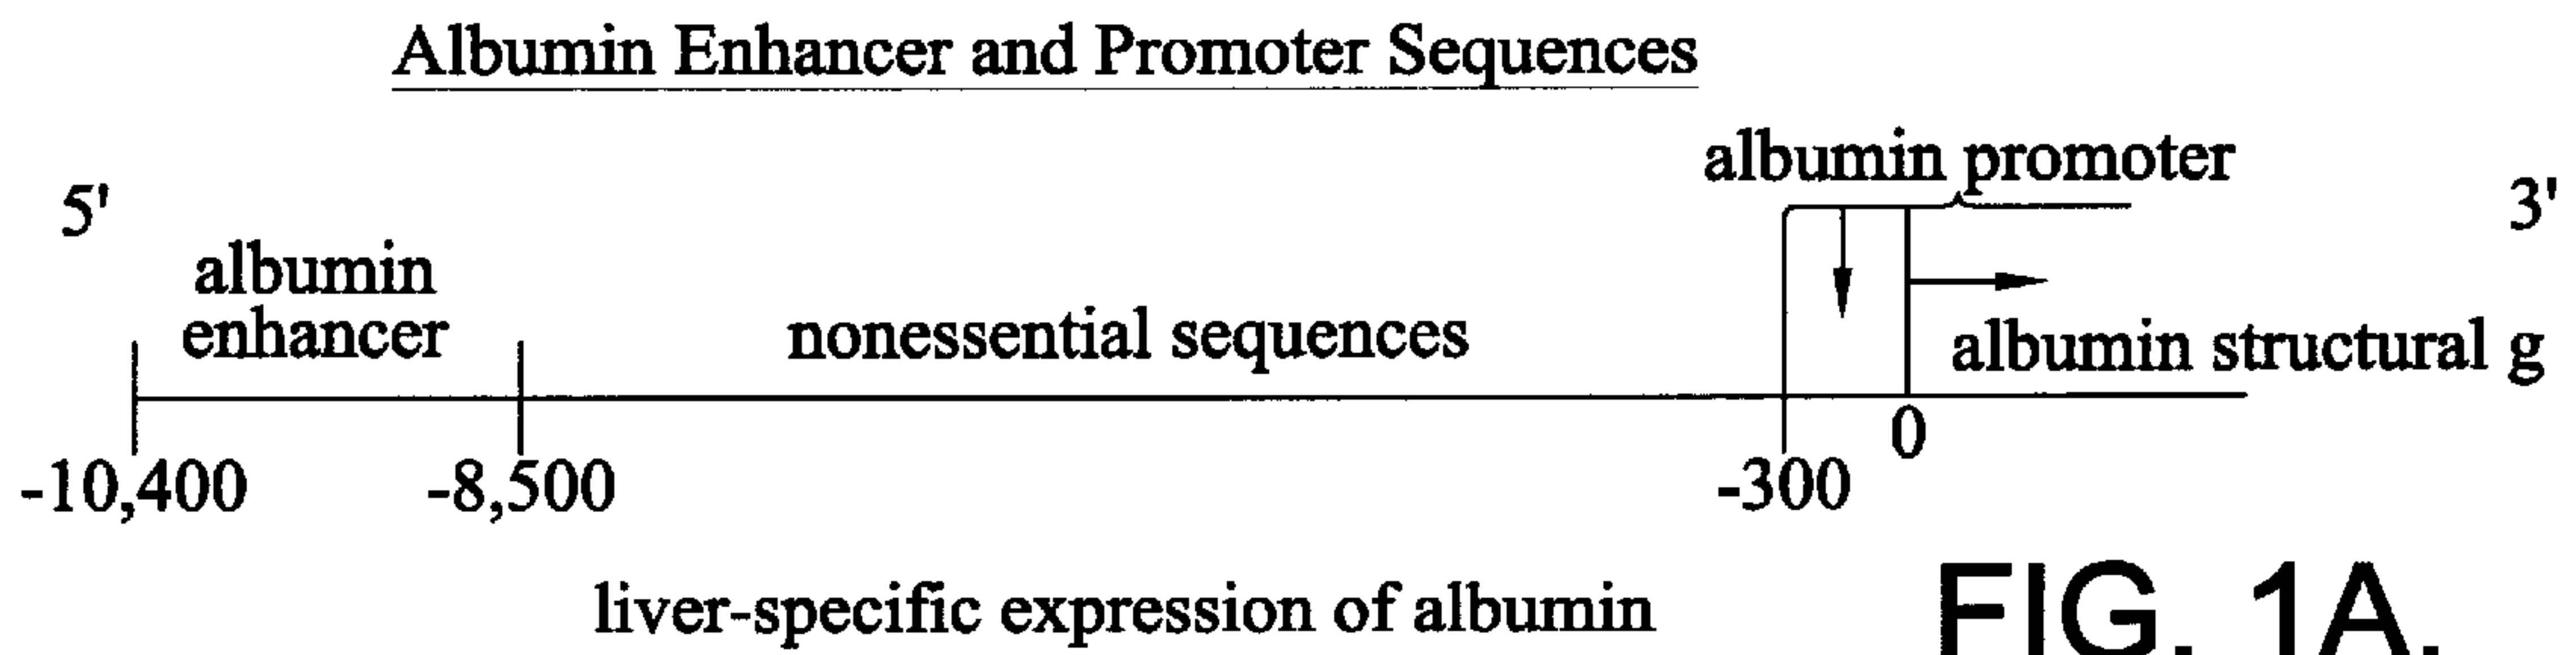 Albumin Enhancer and Promoter Sequences
albumin promoter
5'
3'
albumin
enhancer
nonessential sequences
albumin structural g
0
-10,400
-8,500
-300
liver-specific expression of albumin
FIG. 1A.